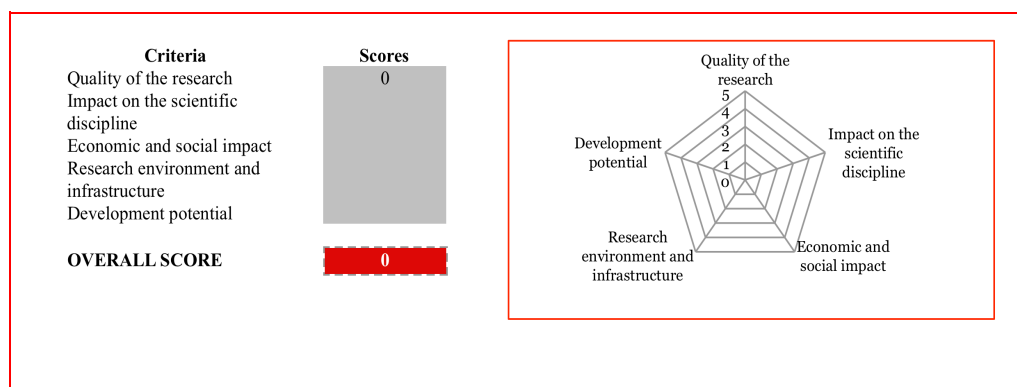 Criteria Scores
Quality of the research 0
Impact on the scientific
discipline
Economic and social impact
Research environment and
infrastructure
Development potential
OVERALL SCORE 0
Quality of the
research
5
4
3
2
1
0
Impact on the
scientific
discipline
Economic and
social impact
Research
environment and
infrastructure
Development
potential